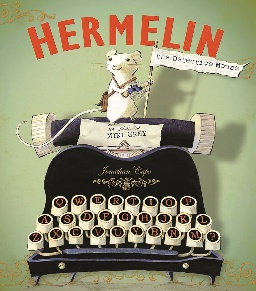 HERMELIN
the Detective Mouse
MINI GREY
Jonathan Cape
Q W E R T Y U I O P
A S D F G H J K L
Z X C V B N M ?